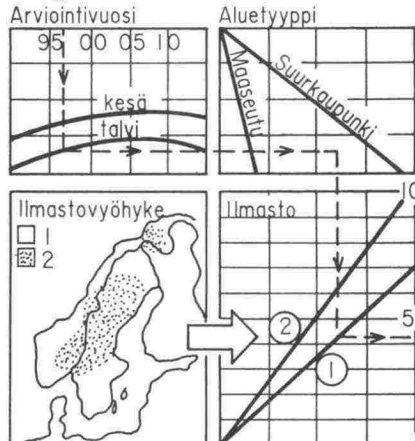 Arviointivuosi
95 00 05 10
kesä
talvi
Aluetyyppi
Maaseutu
Suurkaupunki
Ilmastovyöhyke
1
2
Ilmasto
10
5
2
1